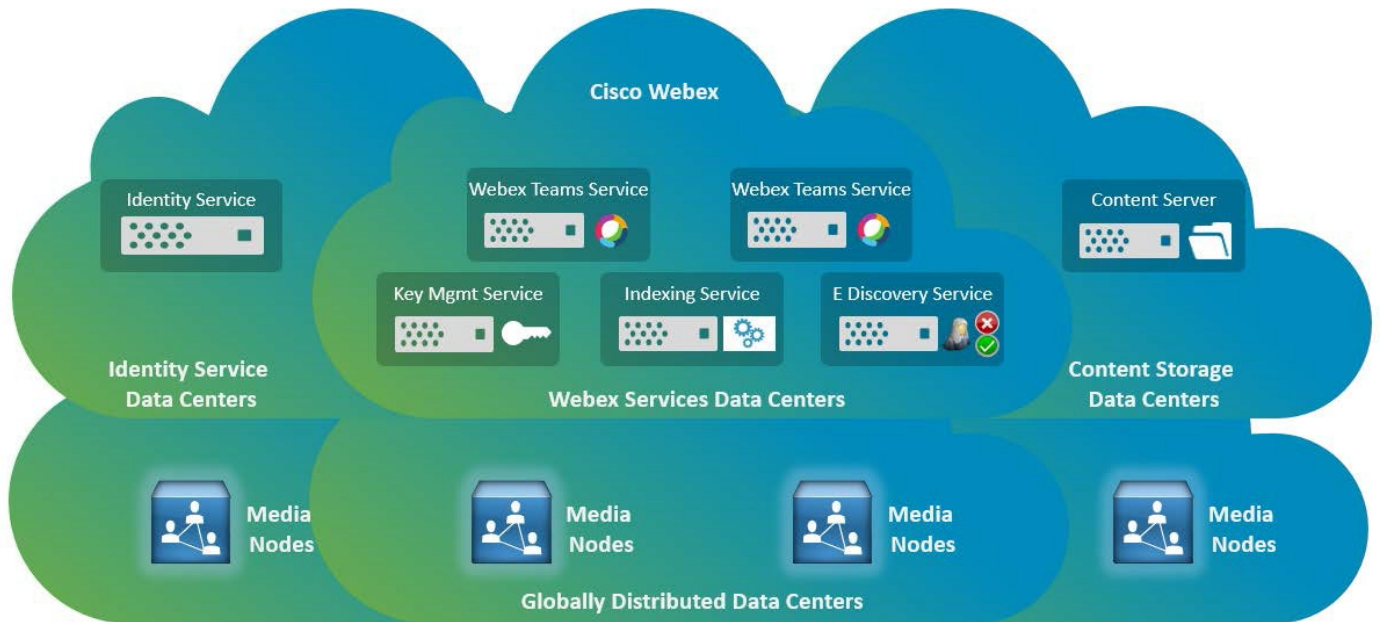 Cisco Webex
Identity Service
Webex Teams Service
Webex Teams Service
Content Server
Key Mgmt Service
Indexing Service
E Discovery Service
Identity Service
Data Centers
Webex Services Data Centers
Content Storage
Data Centers
Media
Nodes
Media
Nodes
Media
Nodes
Media
Nodes
Globally Distributed Data Centers